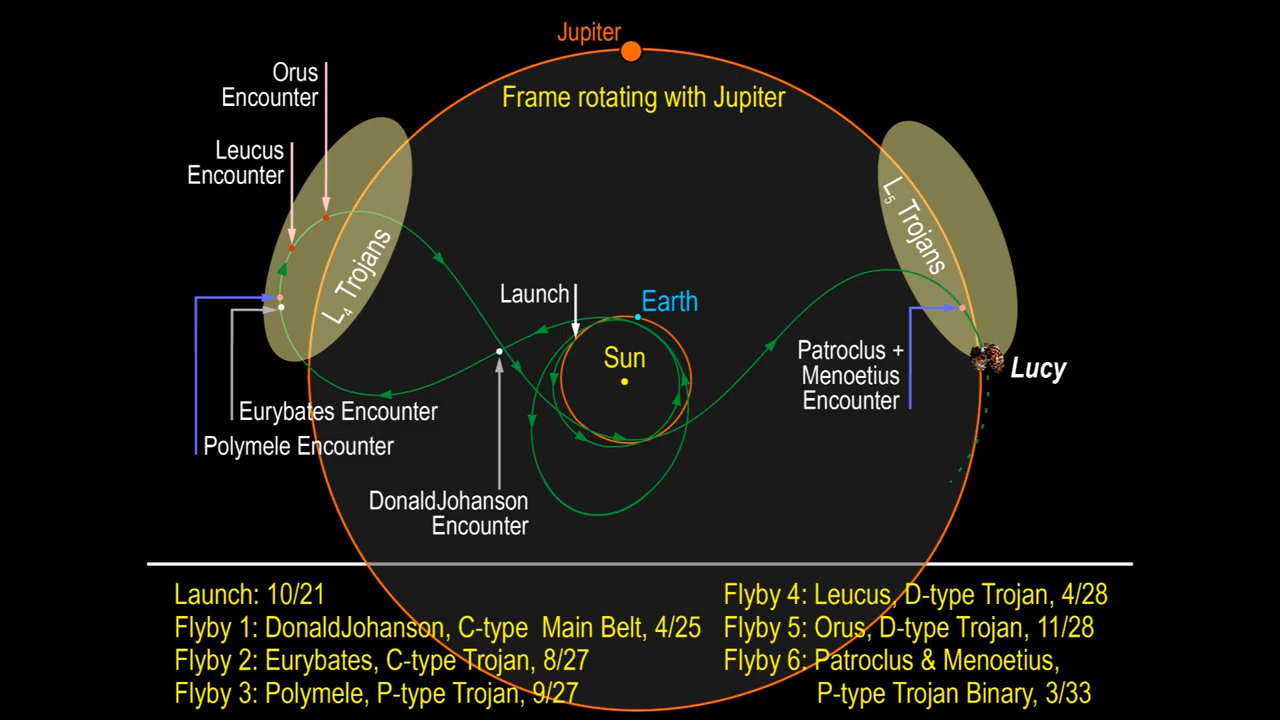 Jupiter
Frame rotating with Jupiter
Orus
Encounter
Leucus
Encounter
L4 Trojans
L5 Trojans
Launch
Earth
Sun
Patroclus +
Menoetius
Encounter
Lucy
Eurybates Encounter
Polymele Encounter
DonaldJohanson
Encounter
Launch: 10/21
Flyby 1: DonaldJohanson, C-type Main Belt, 4/25
Flyby 2: Eurybates, C-type Trojan, 8/27
Flyby 3: Polymele, P-type Trojan, 9/27
Flyby 4: Leucus, D-type Trojan, 4/28
Flyby 5: Orus, D-type Trojan, 11/28
Flyby 6: Patroclus & Menoetius,
P-type Trojan Binary, 3/33